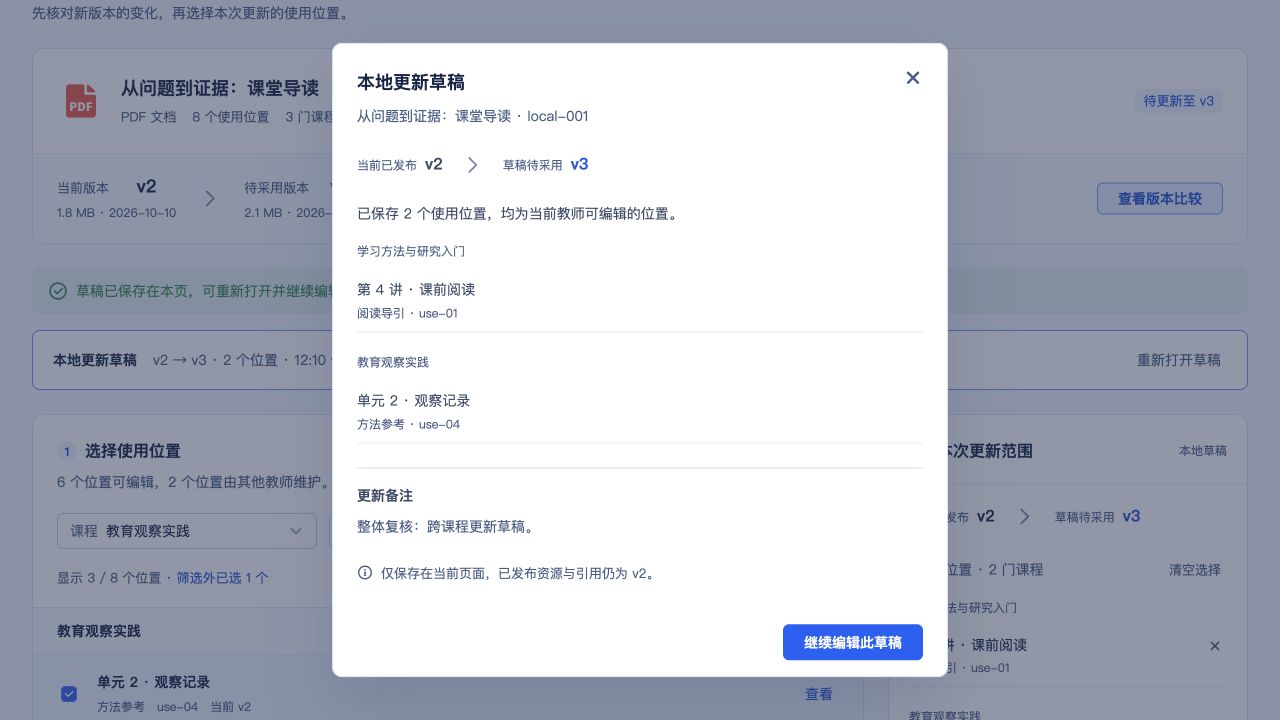 先核对新版本的变化，再选择本次更新的使用位置。
PDF
从问题到证据：课堂导读
PDF 文档 8 个使用位置 3 门课程
待更新至 v3
当前版本 v2
1.8 MB · 2026-10-10
待采用版本
2.1 MB · 2026-
查看版本比较
草稿已保存在本页，可重新打开并继续编辑
本地更新草稿 v2 → v3 · 2 个位置 · 12:10
重新打开草稿
1 选择使用位置
6 个位置可编辑，2 个位置由其他教师维护。
课程 教育观察实践
显示 3 / 8 个位置 · 筛选外已选 1 个
教育观察实践
单元 2 · 观察记录
方法参考 use-04 当前 v2
查看
本地更新草稿
从问题到证据：课堂导读 · local-001
当前已发布 v2 草稿待采用 v3
已保存 2 个使用位置，均为当前教师可编辑的位置。
学习方法与研究入门
第 4 讲 · 课前阅读
阅读导引 · use-01
教育观察实践
单元 2 · 观察记录
方法参考 · use-04
更新备注
整体复核：跨课程更新草稿。
仅保存在当前页面，已发布资源与引用仍为 v2。
继续编辑此草稿
本次更新范围
本地草稿
发布 v2 草稿待采用 v3
位置 · 2 门课程
清空选择
法与研究入门
讲 · 课前阅读
引 · use-01
教育观察实践